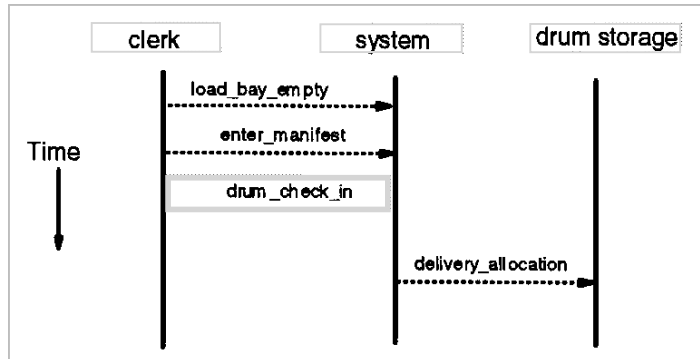 clerk system drum storage
load_bay_empty
enter_manifest
Time
drum_check_in
delivery_allocation